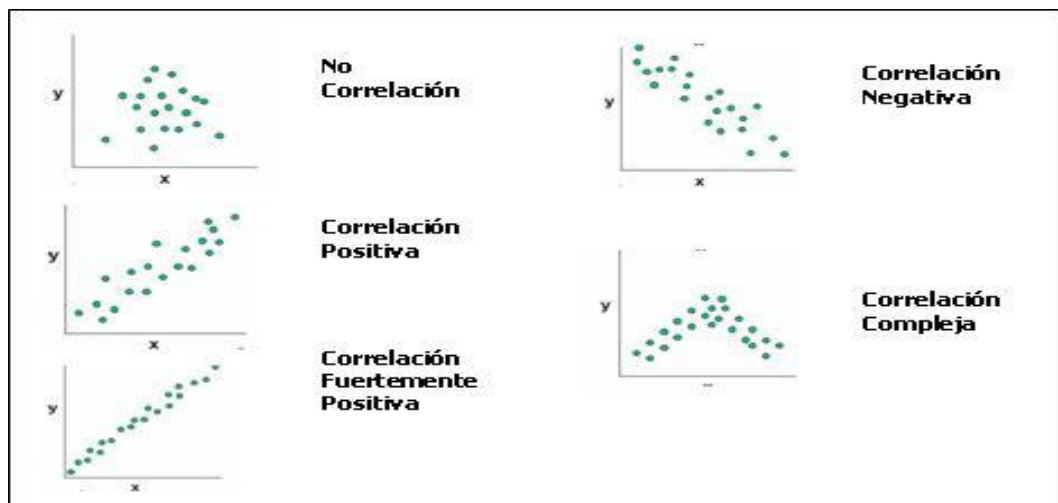 y
x
No
Correlación
y
x
Correlación
Positiva
y
x
Correlación
Fuertemente
Positiva
y
x
Correlación
Negativa
y
Correlación
Compleja